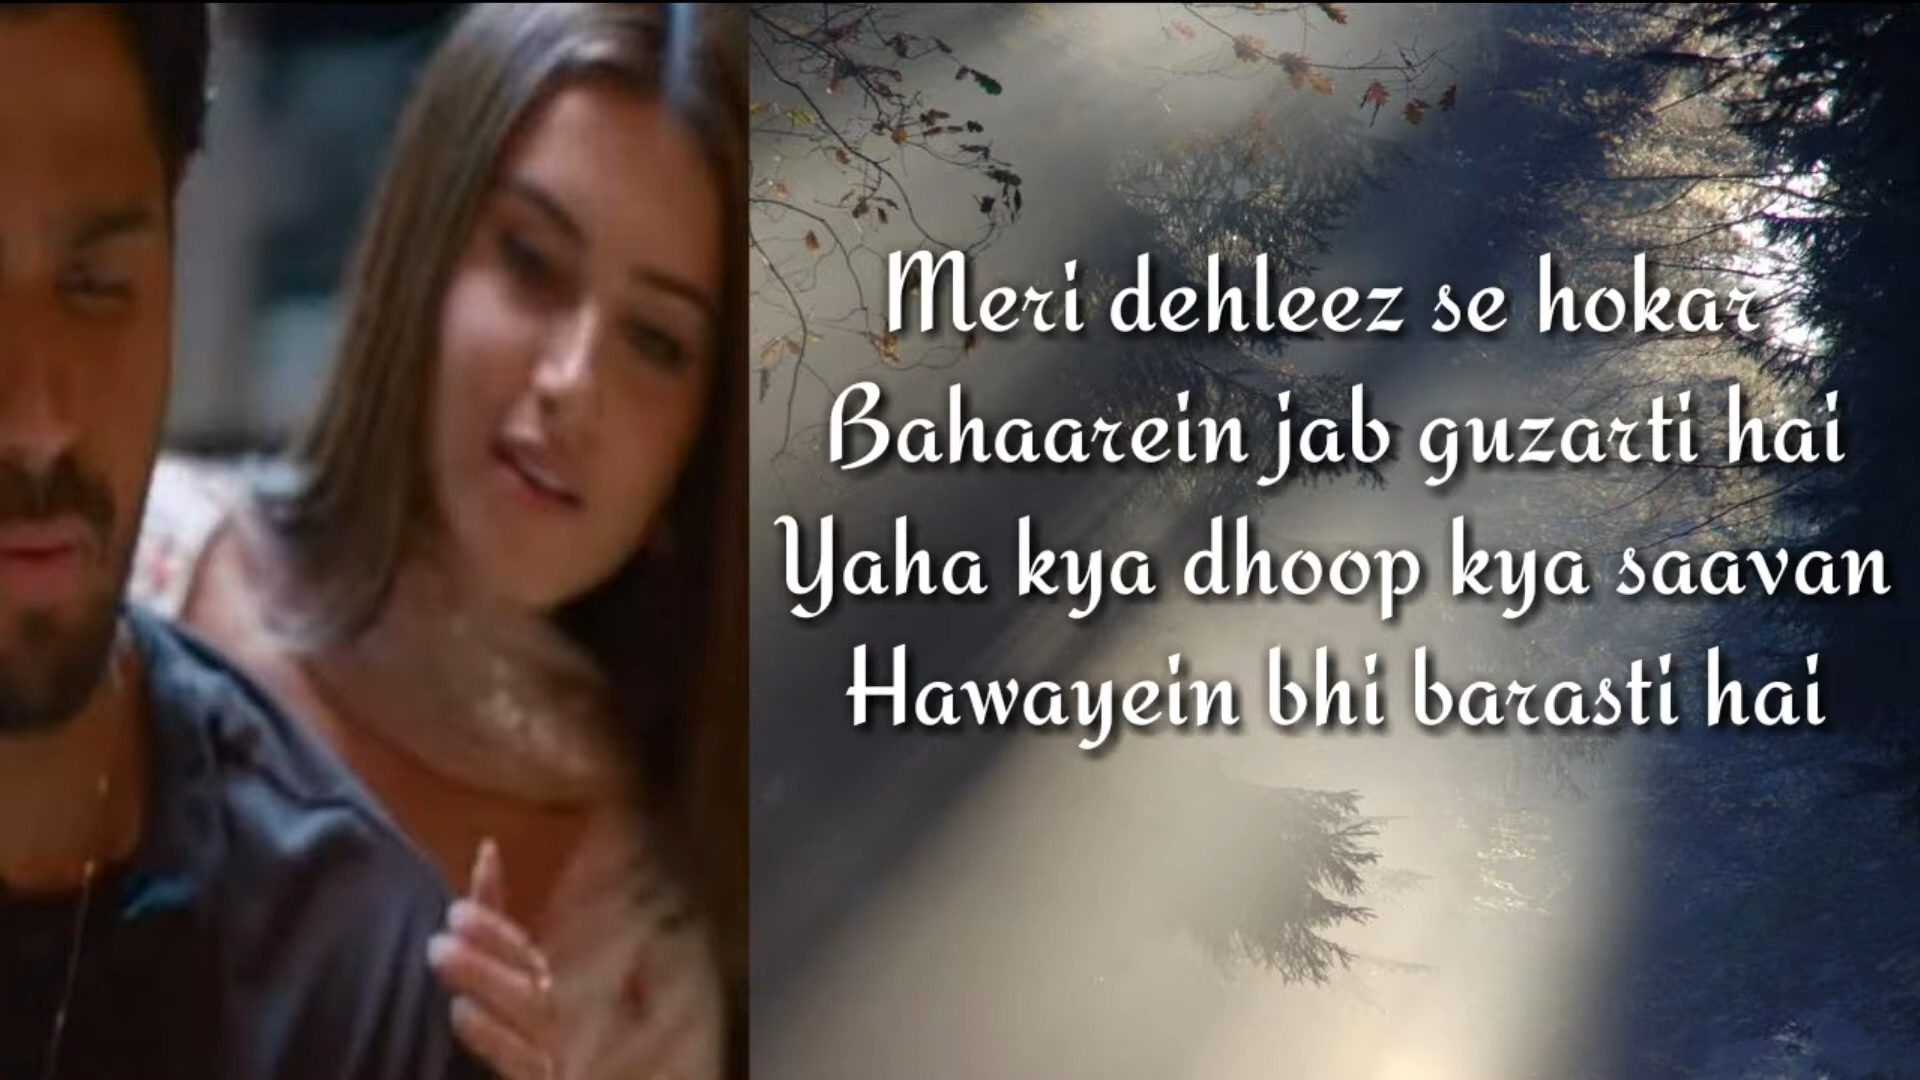 Meri dehleez se hokar
Bahaarein jab guzarti hai
Yaha kya dhoop kya saavan
Hawayein bhi barasti hai